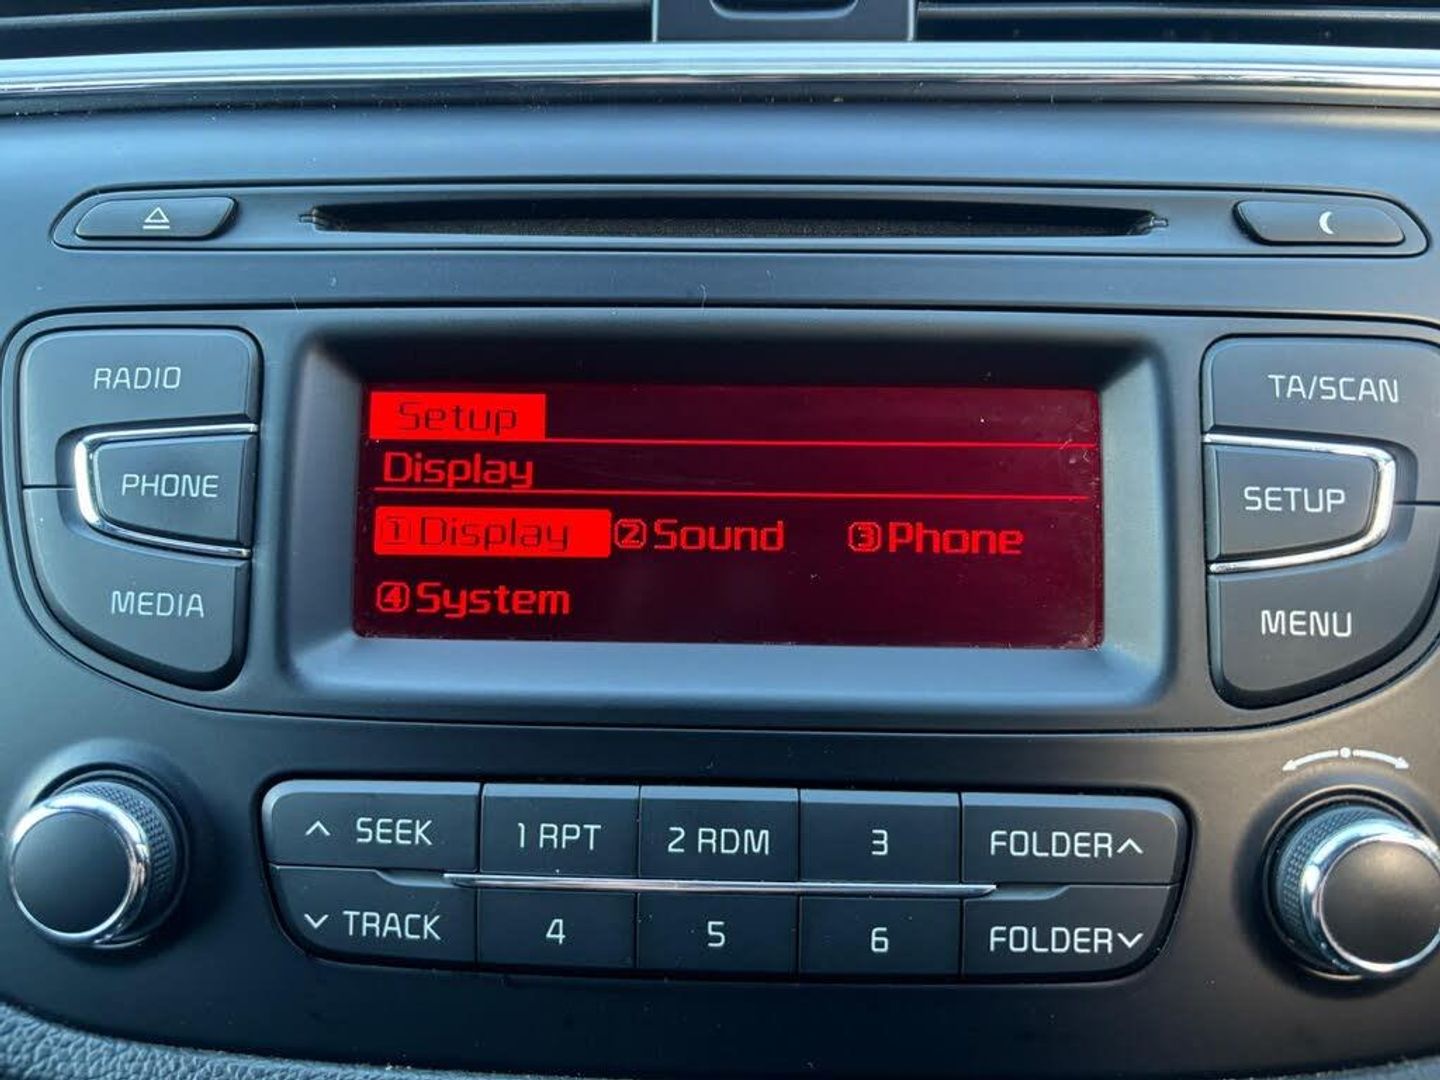 RADIO
PHONE
MEDIA
Setup
Display
1 Display 2 Sound 3 Phone
4 System
TA/SCAN
SETUP
MENU
SEEK 1 RPT 2 RDM 3 FOLDER
TRACK 4 5 6 FOLDER